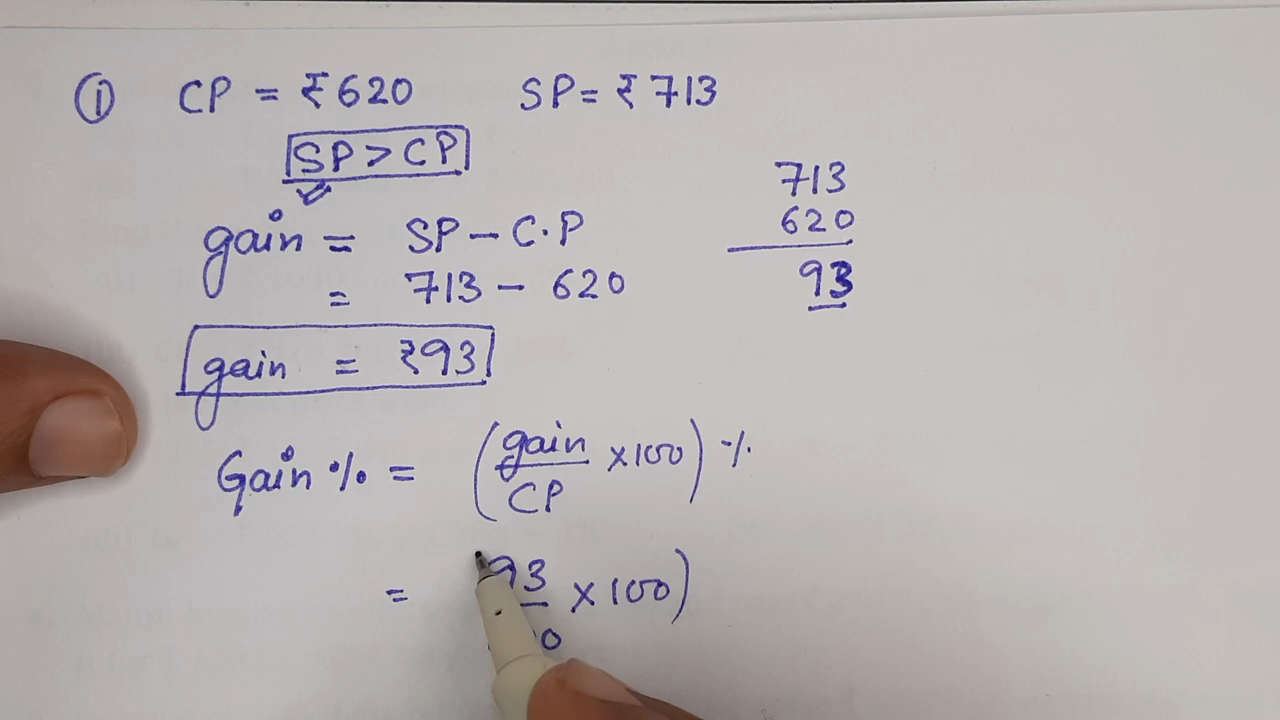 ① CP = ₹620 SP = ₹713
SP > CP
gain = SP - C.P
= 713 - 620
713
620
93
gain = ₹93
Gain % = (gain/CP ×100) %
= 93/ × 100)